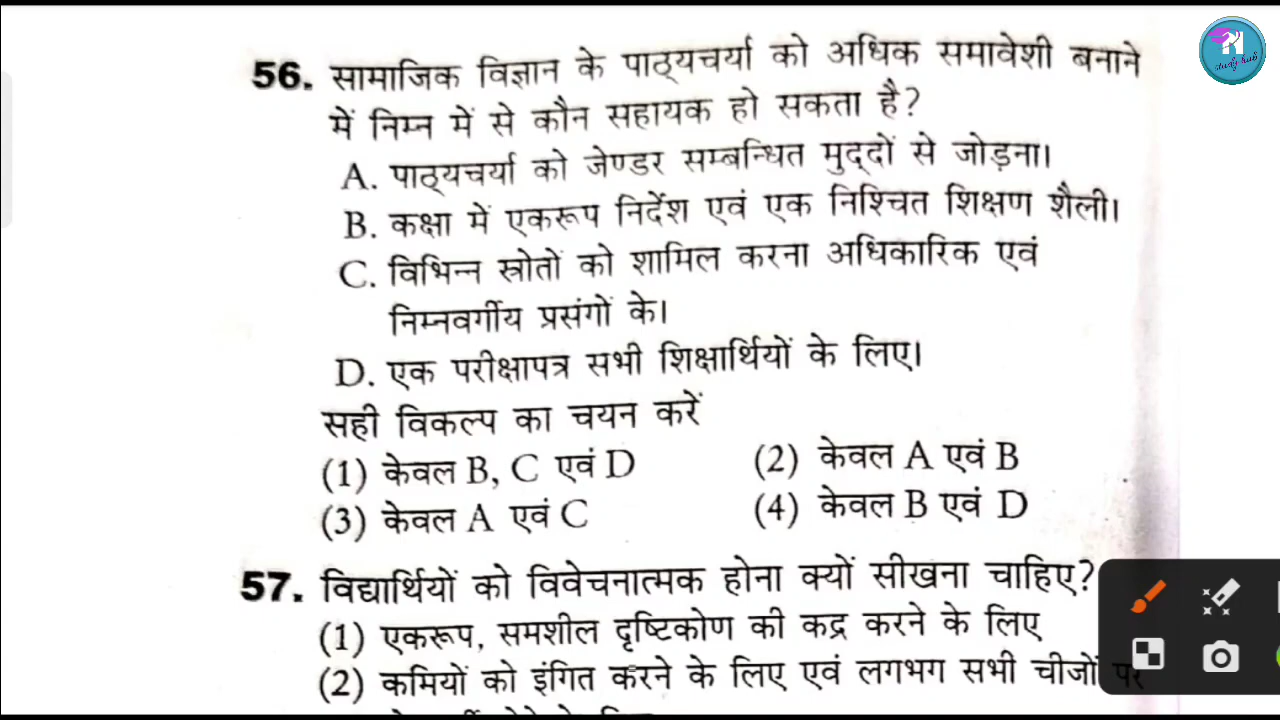 56. सामाजिक विज्ञान के पाठ्यचर्या को अधिक समावेशी बनाने
में निम्न में से कौन सहायक हो सकता है?
A. पाठ्यचर्या को जेण्डर सम्बन्धित मुद्दों से जोड़ना।
B. कक्षा में एकरूप निर्देश एवं एक निश्चित शिक्षण शैली।
C. विभिन्न स्रोतों को शामिल करना अधिकारिक एवं
निम्नवर्गीय प्रसंगों के।
D. एक परीक्षापत्र सभी शिक्षार्थियों के लिए।
सही विकल्प का चयन करें
(1) केवल B, C एवं D (2) केवल A एवं B
(3) केवल A एवं C (4) केवल B एवं D
57. विद्यार्थियों को विवेचनात्मक होना क्यों सीखना चाहिए?
(1) एकरूप, समशील दृष्टिकोण की कद्र करने के लिए
(2) कमियों को इंगित करने के लिए एवं लगभग सभी चीजों पर
N
study hub